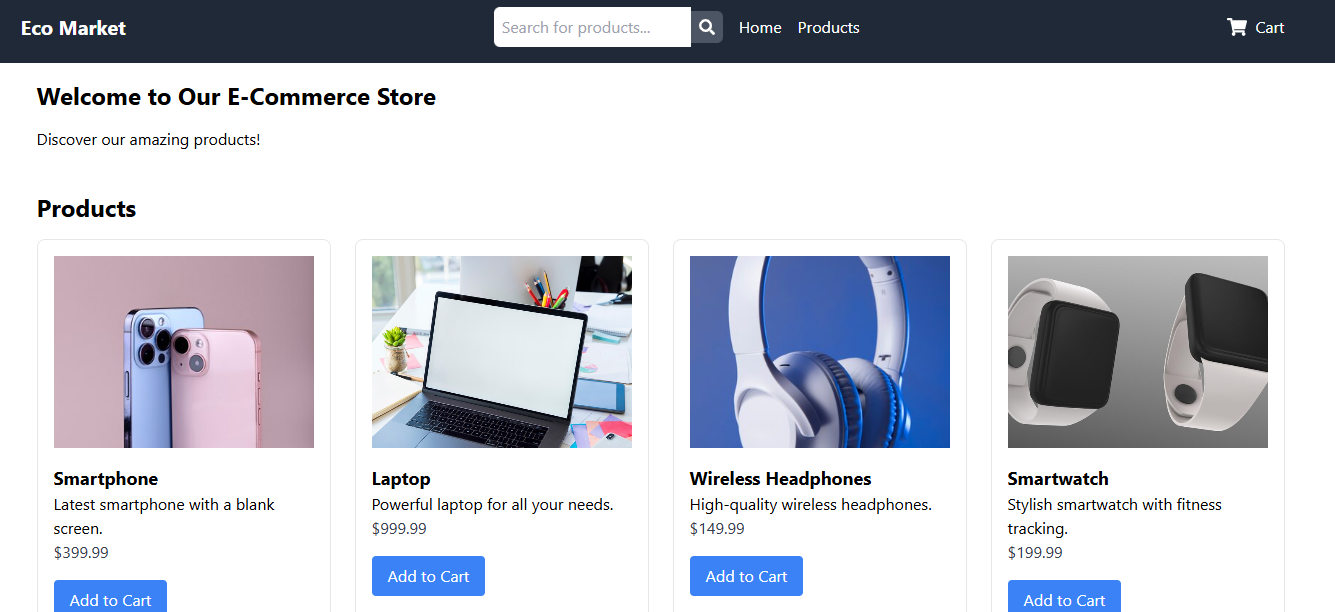 Eco Market
Search for products...
Home
Products
Cart
Welcome to Our E-Commerce Store
Discover our amazing products!
Products
Smartphone
Latest smartphone with a blank
screen.
$399.99
Add to Cart
Laptop
Powerful laptop for all your needs.
$999.99
Add to Cart
Wireless Headphones
High-quality wireless headphones.
$149.99
Add to Cart
Smartwatch
Stylish smartwatch with fitness
tracking.
$199.99
Add to Cart